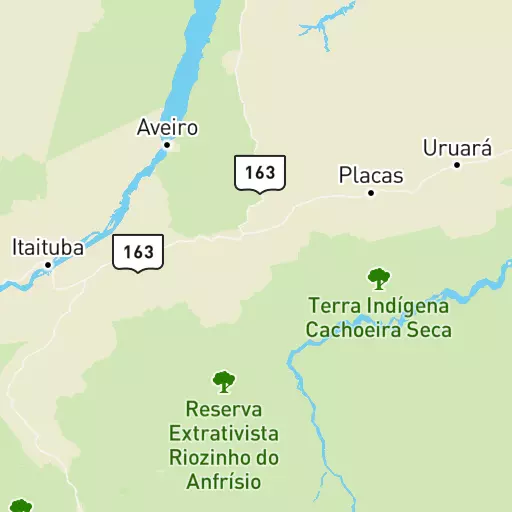 Aveiro
Uruará
163
Placas
Itaituba
163
Terra Indígena
Cachoeira Seca
Reserva
Extrativista
Riozinho do
Anfrísio